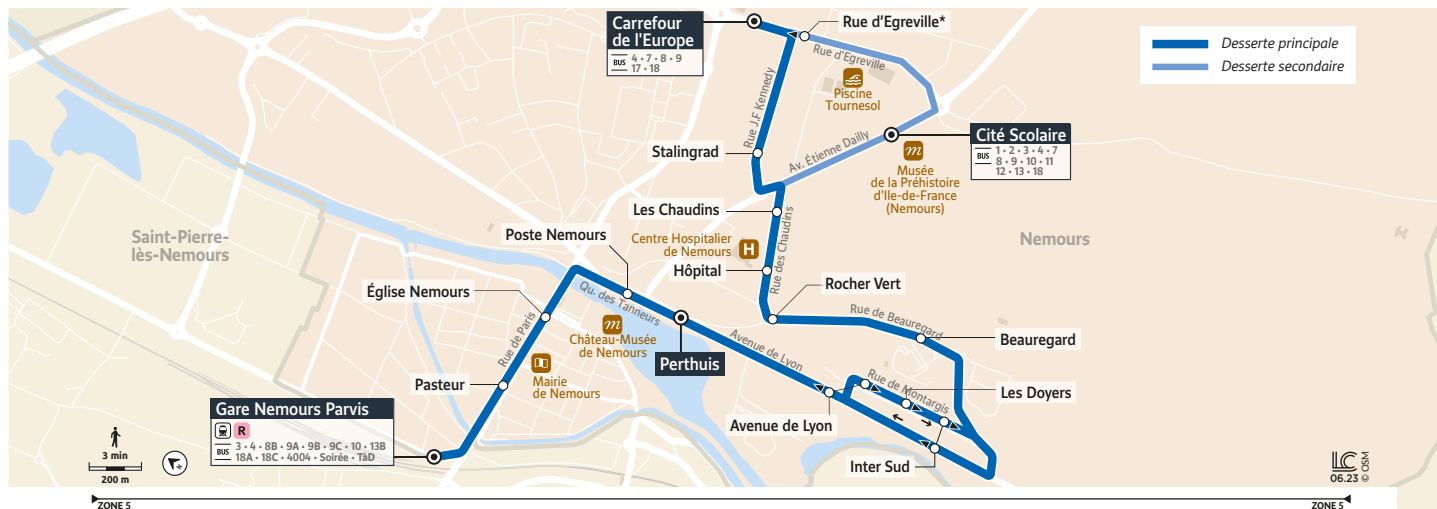 Carrefour
de l'Europe
BUS
4 • 7 • 8 • 9
17 • 18
Rue d'Egreville*
Rue d'Egreville
Piscine
Tournesol
Desserte principale
Desserte secondaire
Rue J.F Kennedy
Stalingrad
Av. Étienne Dailly
Cité Scolaire
BUS
1 • 2 • 3 • 4 • 7
8 • 9 • 10 • 11
12 • 13 • 18
m
Musée
de la Préhistoire
d'Ile-de-France
(Nemours)
Les Chaudins
Saint-Pierre-
lès-Nemours
Poste Nemours
Centre Hospitalier
de Nemours
H
Rue des Chaudins
Nemours
Hôpital
Église Nemours
Qu. des Tanneurs
Rocher Vert
Rue de Beauregard
Rue de Paris
m
Château-Musée
de Nemours
Perthuis
Avenue de Lyon
Beauregard
Pasteur
Mairie
de Nemours
Rue de Montargis
Les Doyers
Avenue de Lyon
Inter Sud
Gare Nemours Parvis
R
BUS
3 • 4 • 8B • 9A • 9B • 9C • 10 • 13B
18A • 18C • 4004 • Soirée • TàD
3 min
200 m
LC
06.23 © OSM
ZONE 5
ZONE 5